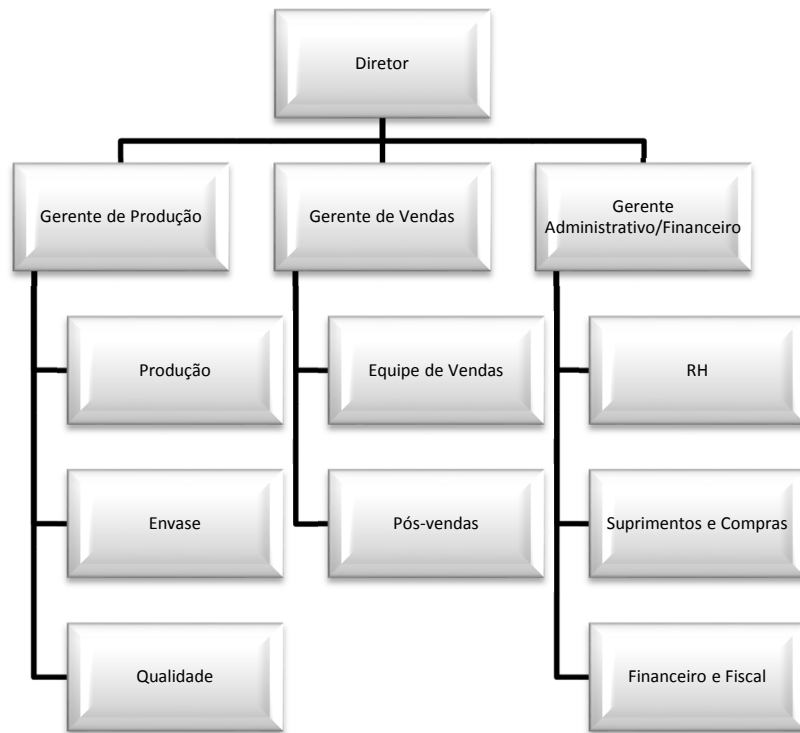 Diretor
Gerente de Produção
Gerente de Vendas
Gerente
Administrativo/Financeiro
Produção
Equipe de Vendas
RH
Envase
Pós-vendas
Suprimentos e Compras
Qualidade
Financeiro e Fiscal